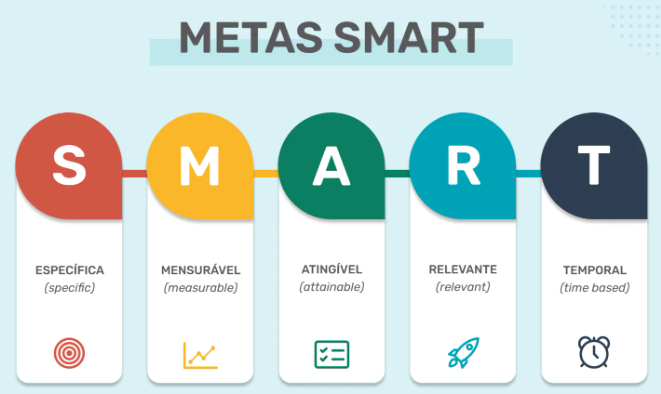 METAS SMART
S
M
A
R
T
ESPECÍFICA
(specific)
MENSURÁVEL
(measurable)
ATINGÍVEL
(attainable)
RELEVANTE
(relevant)
TEMPORAL
(time based)